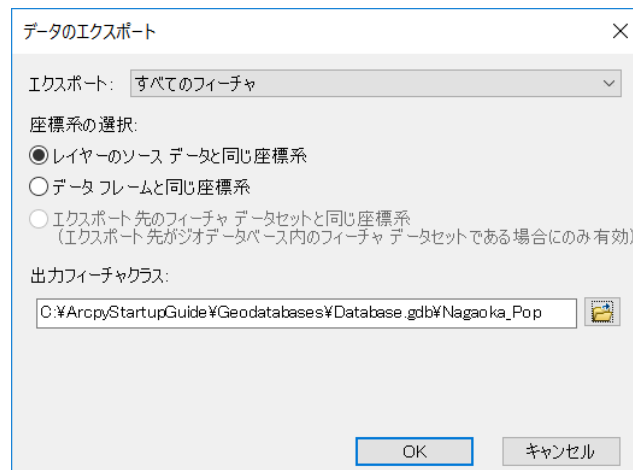 データのエクスポート
エクスポート: すべてのフィーチャ
座標系の選択:
レイヤーのソース データと同じ座標系
データ フレームと同じ座標系
エクスポート先のフィーチャ データセットと同じ座標系
(エクスポート先がジオデータベース内のフィーチャ データセットである場合にのみ有効)
出力フィーチャクラス:
C:¥ArcpyStartupGuide¥Geodatabases¥Database.gdb¥Nagaoka_Pop
OK キャンセル